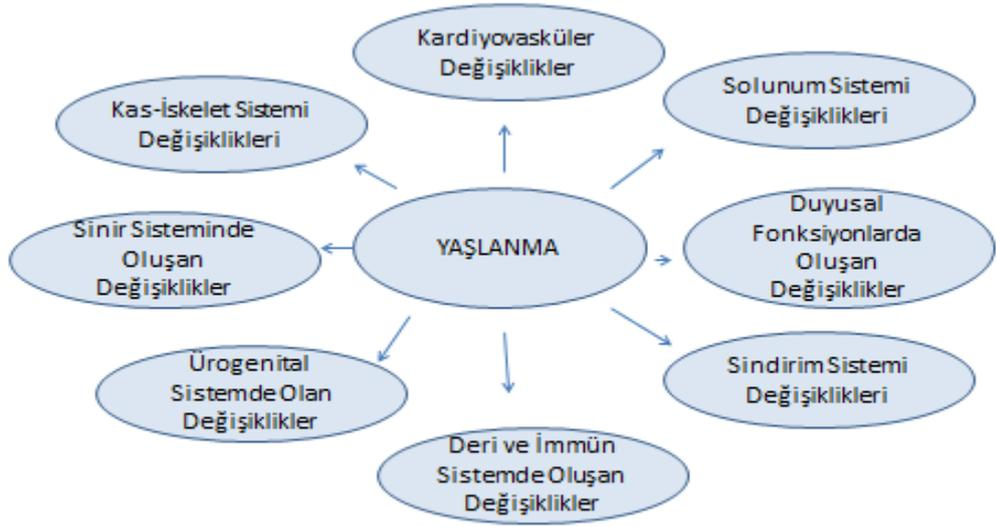 Kardiyovasküler
Değişiklikler
Solunum Sistemi
Değişiklikleri
Kas-İskelet Sistemi
Değişiklikleri
Duyusal
Fonksiyonlarda
Oluşan
Değişiklikler
YAŞLANMA
Sinir Sisteminde
Oluşan
Değişiklikler
Sindirim Sistemi
Değişiklikleri
Ürogenital
Sistemde Olan
Değişiklikler
Deri ve İmmün
Sistemde Oluşan
Değişiklikler